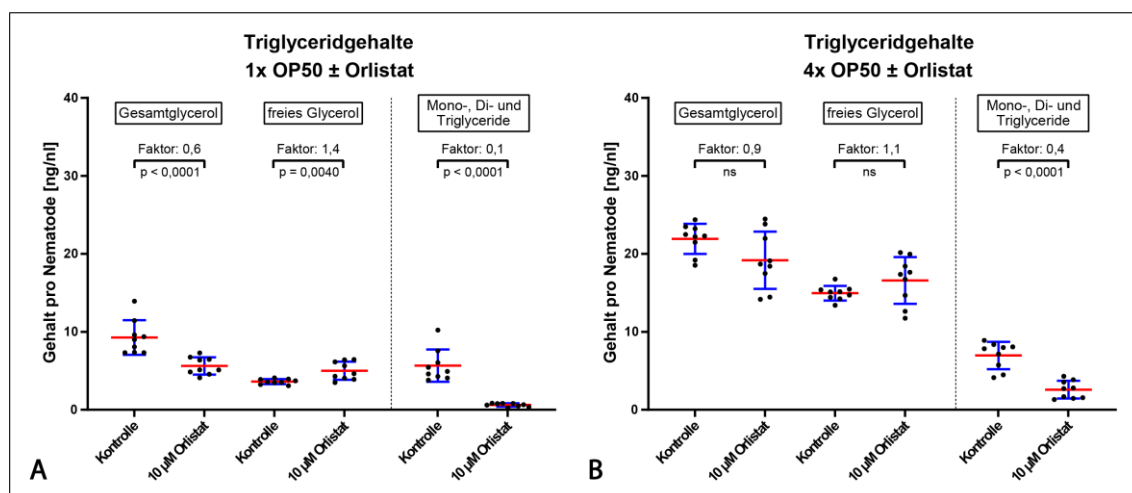 Triglyceridgehalte
1x OP50 ± Orlistat
Gehalt pro Nematode [ng/nl]
40
30
20
10
0
Gesamtglycerol
freies Glycerol
Mono-, Di- und
Triglyceride
Faktor: 0,6
Faktor: 1,4
Faktor: 0,1
p < 0,0001
p = 0,0040
p < 0,0001
Kontrolle
10 µM Orlistat
Kontrolle
10 µM Orlistat
Kontrolle
10 µM Orlistat
A
Triglyceridgehalte
4x OP50 ± Orlistat
Gehalt pro Nematode [ng/nl]
40
30
20
10
0
Gesamtglycerol
freies Glycerol
Mono-, Di- und
Triglyceride
Faktor: 0,9
Faktor: 1,1
Faktor: 0,4
ns
ns
p < 0,0001
Kontrolle
10 µM Orlistat
Kontrolle
10 µM Orlistat
Kontrolle
10 µM Orlistat
B